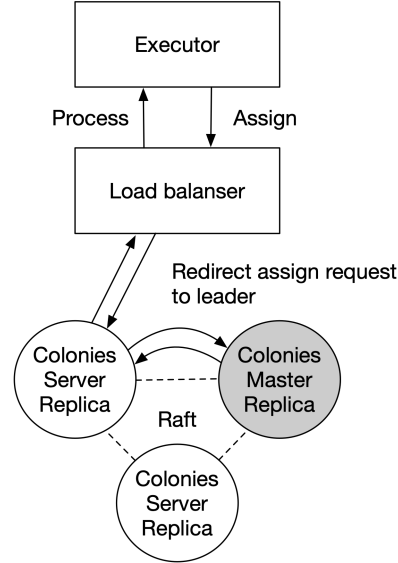 Executor
Process
Assign
Load balanser
Redirect assign request
to leader
Colonies
Server
Replica
Colonies
Master
Replica
Raft
Colonies
Server
Replica